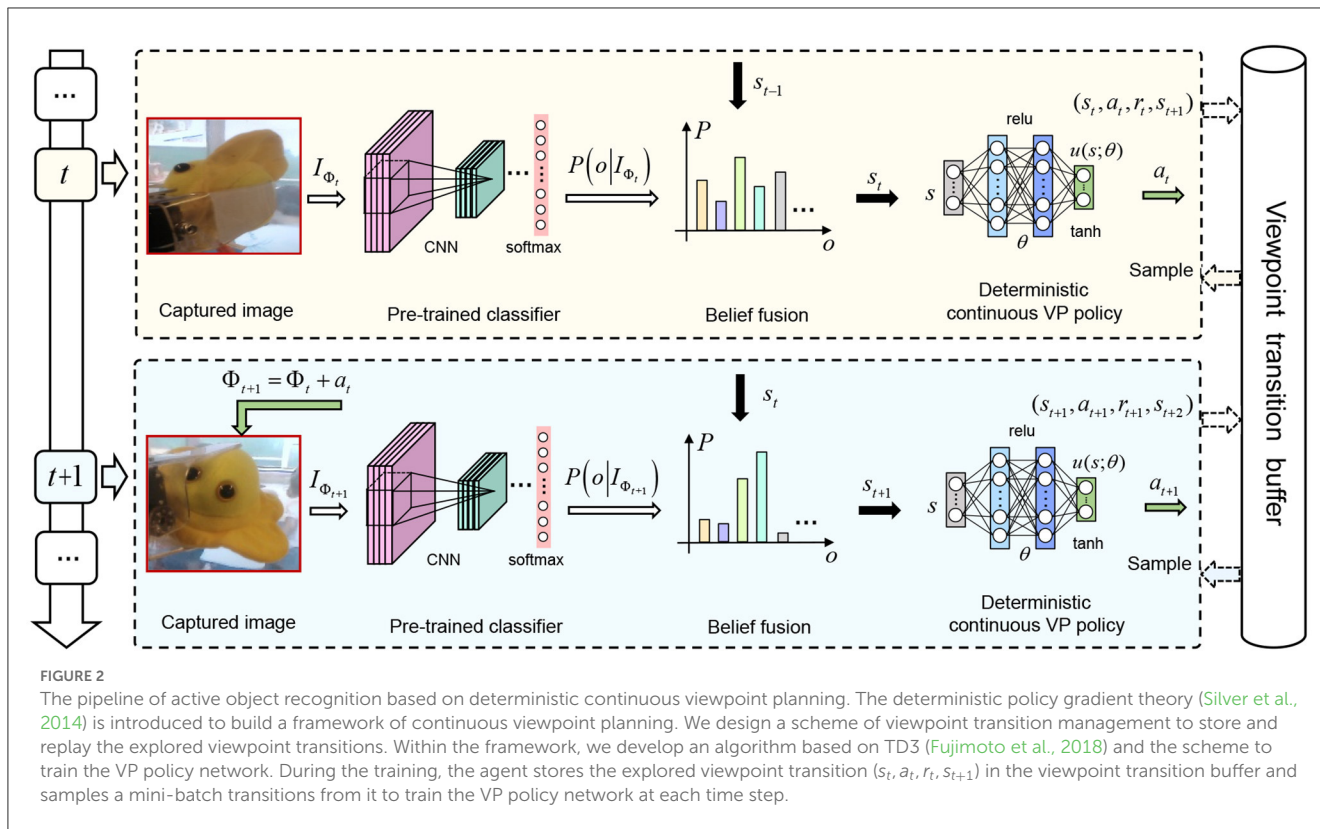 ...
t
t+1
...
s_{t-1}
I_{Φ_t}
CNN
...
softmax
P(o|I_{Φ_t})
P
...
o
s_t
s
relu
θ
u(s;θ)
tanh
a_t
(s_t, a_t, r_t, s_{t+1})
Sample
Captured image
Pre-trained classifier
Belief fusion
Deterministic
continuous VP policy
Φ_{t+1} = Φ_t + a_t
s_t
I_{Φ_{t+1}}
CNN
...
softmax
P(o|I_{Φ_{t+1}})
P
...
o
s_{t+1}
s
relu
θ
u(s;θ)
tanh
a_{t+1}
(s_{t+1}, a_{t+1}, r_{t+1}, s_{t+2})
Sample
Captured image
Pre-trained classifier
Belief fusion
Deterministic
continuous VP policy
Viewpoint transition buffer
FIGURE 2
The pipeline of active object recognition based on deterministic continuous viewpoint planning. The deterministic policy gradient theory (Silver et al.,
2014) is introduced to build a framework of continuous viewpoint planning. We design a scheme of viewpoint transition management to store and
replay the explored viewpoint transitions. Within the framework, we develop an algorithm based on TD3 (Fujimoto et al., 2018) and the scheme to
train the VP policy network. During the training, the agent stores the explored viewpoint transition (s_t, a_t, r_t, s_{t+1}) in the viewpoint transition buffer and
samples a mini-batch transitions from it to train the VP policy network at each time step.